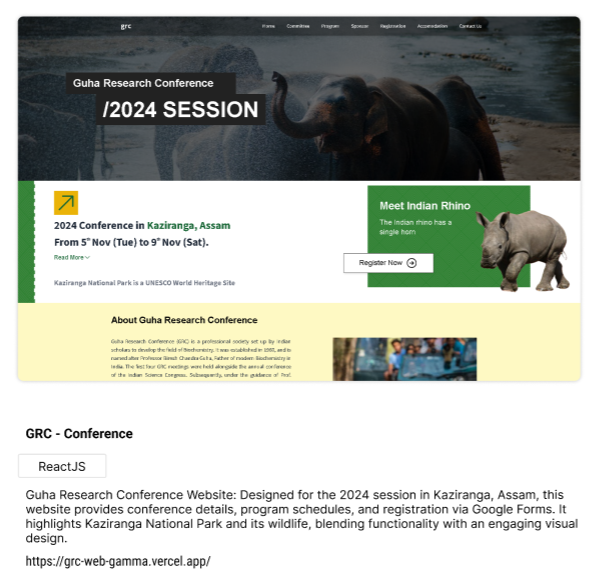 grc
Home Committee Program Sponsor Registration Accomodation Contact Us
Guha Research Conference
/2024 SESSION
2024 Conference in Kaziranga, Assam
From 5° Nov (Tue) to 9° Nov (Sat).
Read More
Kaziranga National Park is a UNESCO World Heritage Site
Meet Indian Rhino
The Indian rhino has a
single horn
Register Now
About Guha Research Conference
Guha Research Conference (GRC) is a professional society set up by Indian
scholars to develop the field of Biochemistry. It was established in 1960, and is
named after Professor Biresh Chandra Guha, Father of modern Biochemistry in
India. The first four GRC meetings were held alongside the annual conference
of the Indian Science Congress. Subsequently, under the guidance of Prof.
GRC - Conference
ReactJS
Guha Research Conference Website: Designed for the 2024 session in Kaziranga, Assam, this
website provides conference details, program schedules, and registration via Google Forms. It
highlights Kaziranga National Park and its wildlife, blending functionality with an engaging visual
design.
https://grc-web-gamma.vercel.app/